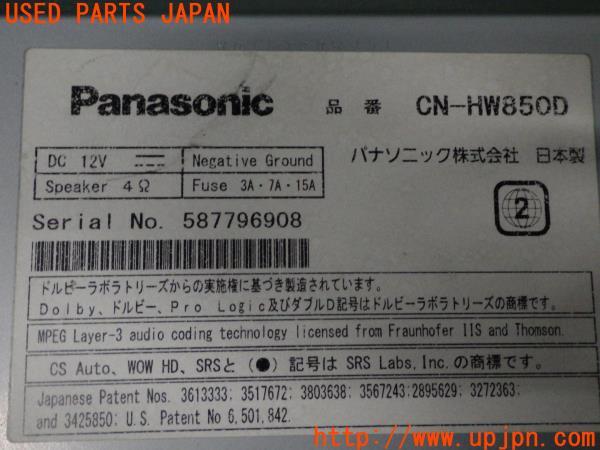 USED PARTS JAPAN
Panasonic 品番 CN-HW850D
DC 12V Negative Ground
Speaker 4Ω Fuse 3A・7A・15A
パナソニック株式会社 日本製
Serial No. 587796908
2
ドルビーラボラトリーズからの実施権に基づき製造されています。
Dolby、ドルビー、Pro Logic及びダブルD記号はドルビーラボラトリーズの商標です。
MPEG Layer-3 audio coding technology licensed from Fraunhofer IIS and Thomson.
CS Auto、WOW HD、SRSと (●) 記号は SRS Labs, Inc. の商標です。
Japanese Patent Nos. 3613333; 3517672; 3803638; 3567243; 2895629; 3272363;
and 3425850; U.S. Patent No 6,501,842.
http://www.upjpn.com